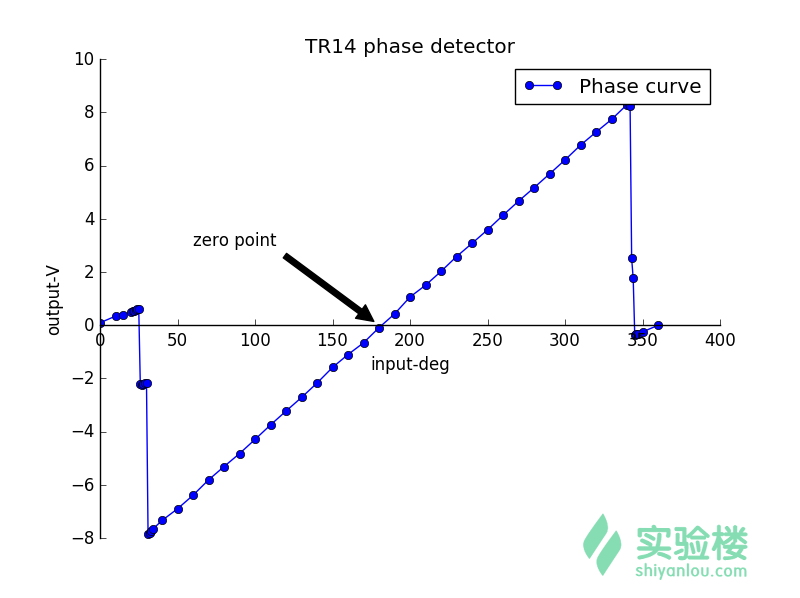 TR14 phase detector
Phase curve
10
8
6
4
2
0
−2
−4
−6
−8
output-V
zero point
0 50 100 150 200 250 300 350 400
input-deg
实验楼
shiyanlou.com